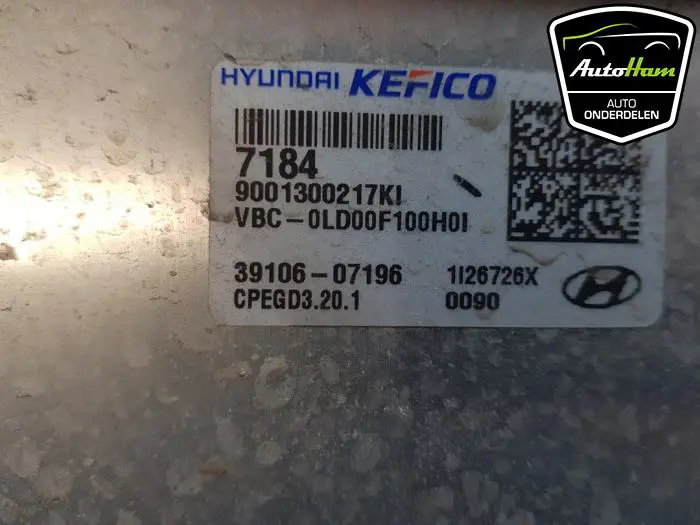 AutoHam
AUTO
ONDERDELEN
HYUNDAI KEFICO
7184
9001300217KI
VBC-0LD00F100H0I
39106-07196 1I26726X
CPEGD3.20.1 0090